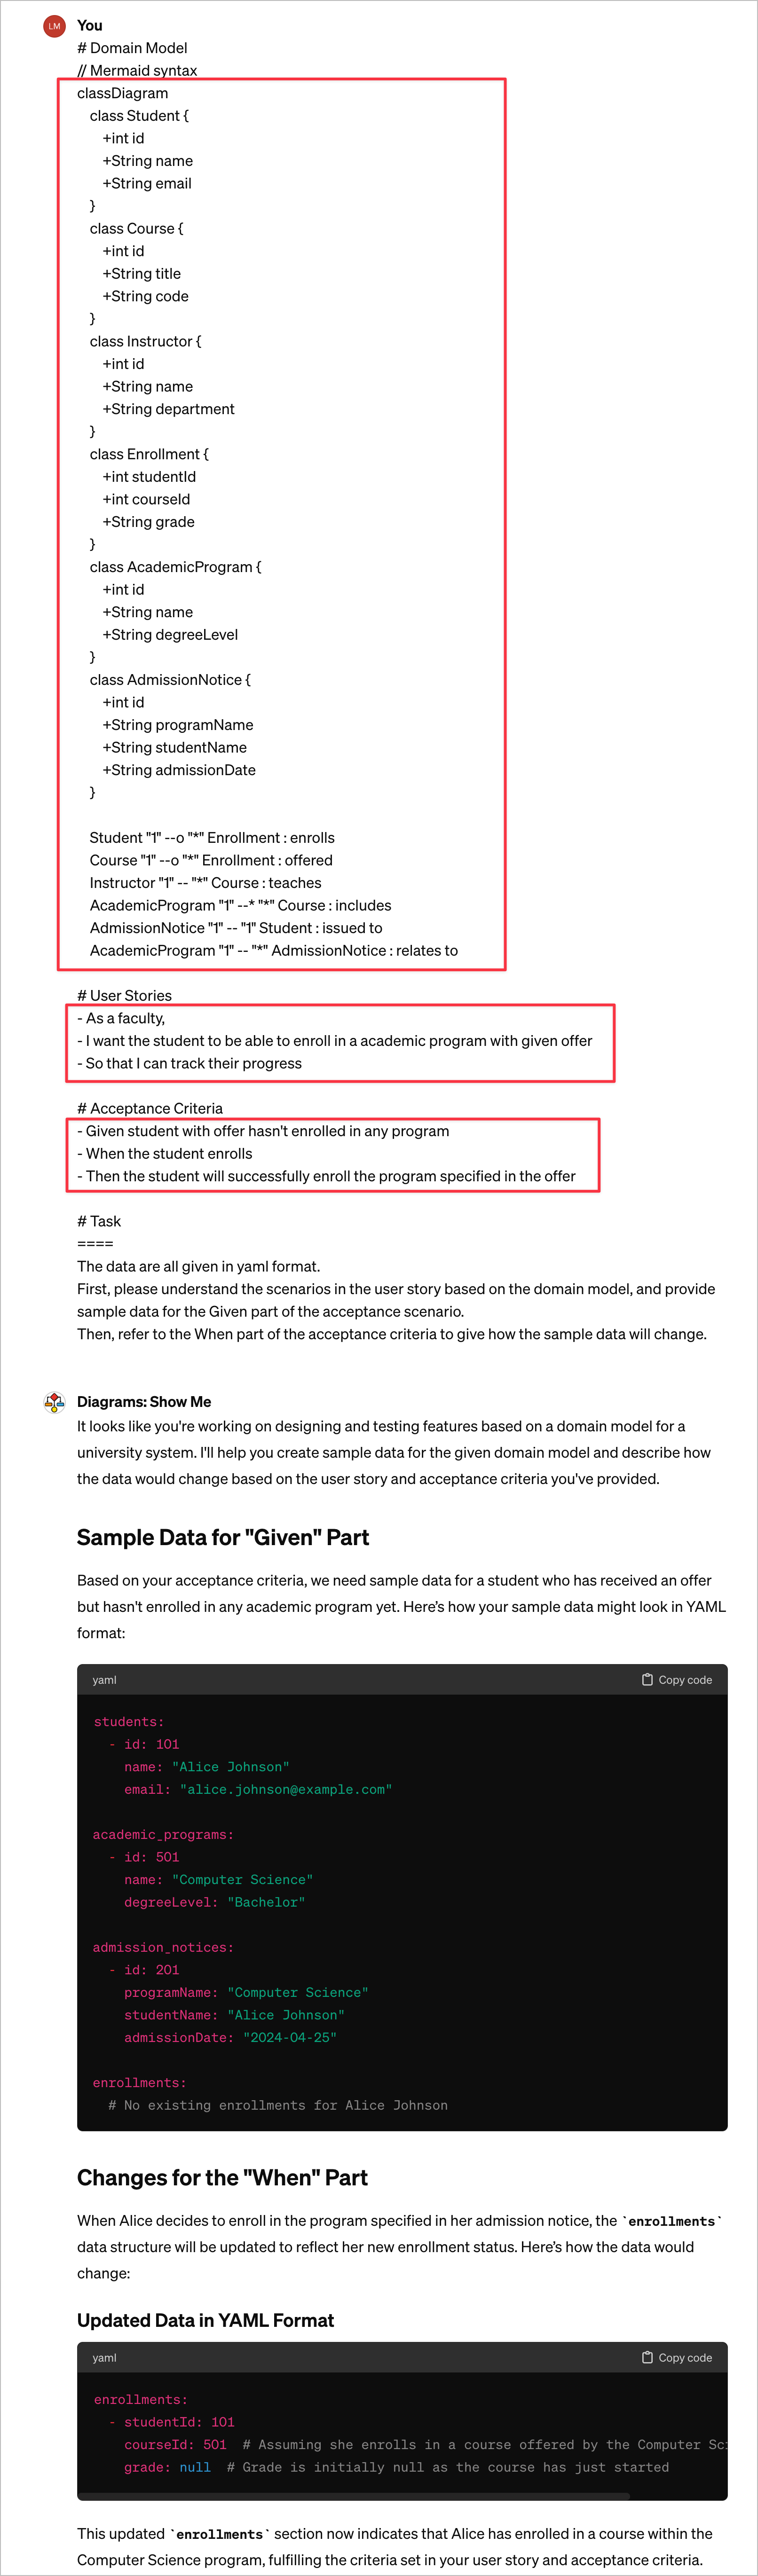 LM
You
# Domain Model
// Mermaid syntax
classDiagram
class Student {
+int id
+String name
+String email
}
class Course {
+int id
+String title
+String code
}
class Instructor {
+int id
+String name
+String department
}
class Enrollment {
+int studentId
+int courseId
+String grade
}
class AcademicProgram {
+int id
+String name
+String degreeLevel
}
class AdmissionNotice {
+int id
+String programName
+String studentName
+String admissionDate
}
Student "1" --o "*" Enrollment : enrolls
Course "1" --o "*" Enrollment : offered
Instructor "1" -- "*" Course : teaches
AcademicProgram "1" --* "*" Course : includes
AdmissionNotice "1" -- "1" Student : issued to
AcademicProgram "1" -- "*" AdmissionNotice : relates to
# User Stories
- As a faculty,
- I want the student to be able to enroll in a academic program with given offer
- So that I can track their progress
# Acceptance Criteria
- Given student with offer hasn't enrolled in any program
- When the student enrolls
- Then the student will successfully enroll the program specified in the offer
# Task
====
The data are all given in yaml format.
First, please understand the scenarios in the user story based on the domain model, and provide
sample data for the Given part of the acceptance scenario.
Then, refer to the When part of the acceptance criteria to give how the sample data will change.
Diagrams: Show Me
It looks like you're working on designing and testing features based on a domain model for a
university system. I'll help you create sample data for the given domain model and describe how
the data would change based on the user story and acceptance criteria you've provided.
Sample Data for "Given" Part
Based on your acceptance criteria, we need sample data for a student who has received an offer
but hasn't enrolled in any academic program yet. Here's how your sample data might look in YAML
format:
yaml Copy code
students:
- id: 101
name: "Alice Johnson"
email: "alice.johnson@example.com"
academic_programs:
- id: 501
name: "Computer Science"
degreeLevel: "Bachelor"
admission_notices:
- id: 201
programName: "Computer Science"
studentName: "Alice Johnson"
admissionDate: "2024-04-25"
enrollments:
# No existing enrollments for Alice Johnson
Changes for the "When" Part
When Alice decides to enroll in the program specified in her admission notice, the `enrollments`
data structure will be updated to reflect her new enrollment status. Here's how the data would
change:
Updated Data in YAML Format
yaml Copy code
enrollments:
- studentId: 101
courseId: 501 # Assuming she enrolls in a course offered by the Computer Sci
grade: null # Grade is initially null as the course has just started
This updated `enrollments` section now indicates that Alice has enrolled in a course within the
Computer Science program, fulfilling the criteria set in your user story and acceptance criteria.